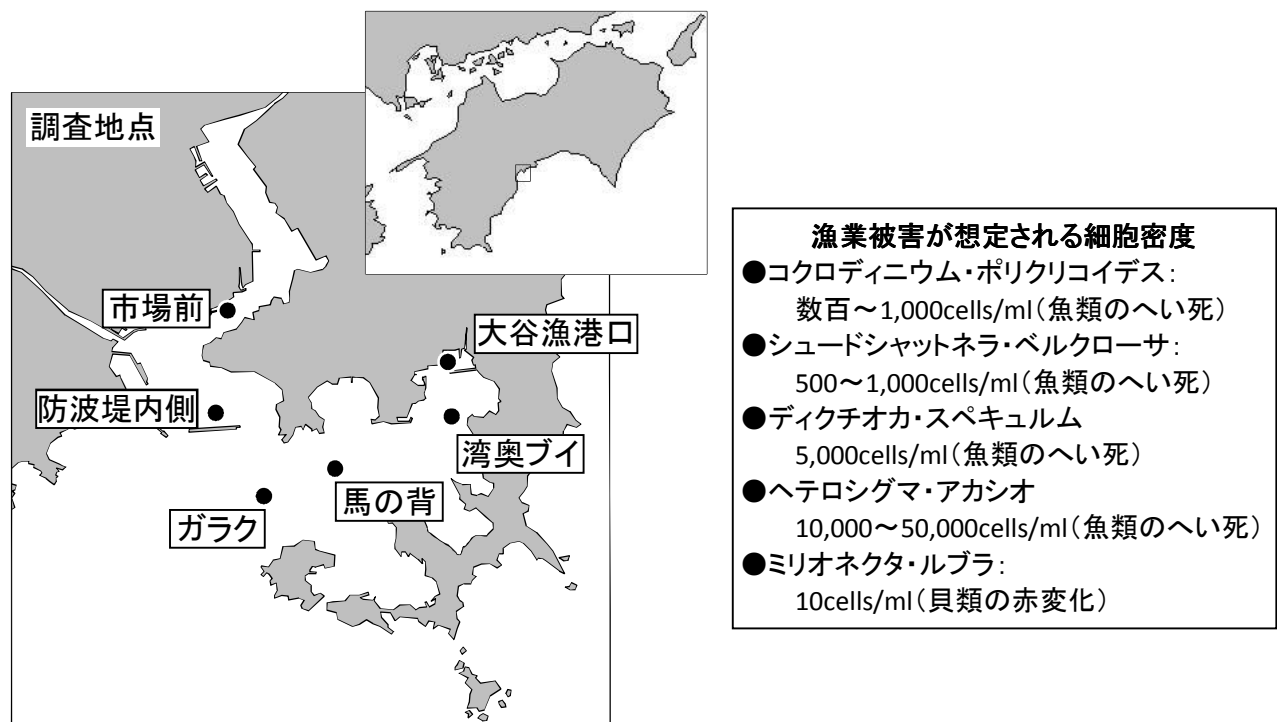 調査地点
市場前
大谷漁港口
防波堤内側
湾奥ブイ
馬の背
ガラク
漁業被害が想定される細胞密度
●コクロディニウム・ポリクリコイデス：
数百～1,000cells/ml（魚類のへい死）
●シュードシャットネラ・ベルクローサ：
500～1,000cells/ml（魚類のへい死）
●ディクチオカ・スペキュルム
5,000cells/ml（魚類のへい死）
●ヘテロシグマ・アカシオ
10,000～50,000cells/ml（魚類のへい死）
●ミリオネクタ・ルブラ：
10cells/ml（貝類の赤変化）